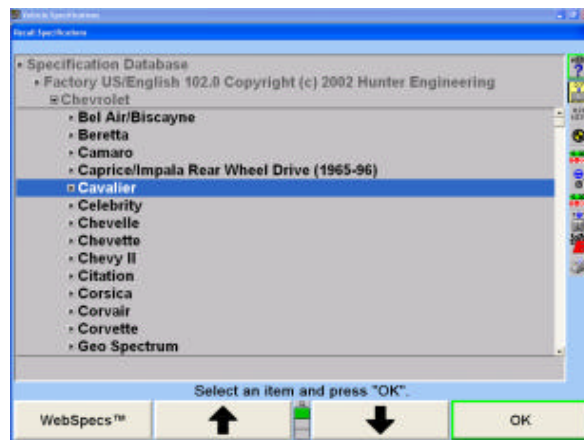 Vehicle Specifications
Recall Specifications
Specification Database
Factory US/English 102.0 Copyright (c) 2002 Hunter Engineering
Chevrolet
Bel Air/Biscayne
Beretta
Camaro
Caprice/Impala Rear Wheel Drive (1965-96)
Cavalier
Celebrity
Chevelle
Chevette
Chevy II
Citation
Corsica
Corvair
Corvette
Geo Spectrum
Select an item and press "OK".
WebSpecs™
OK